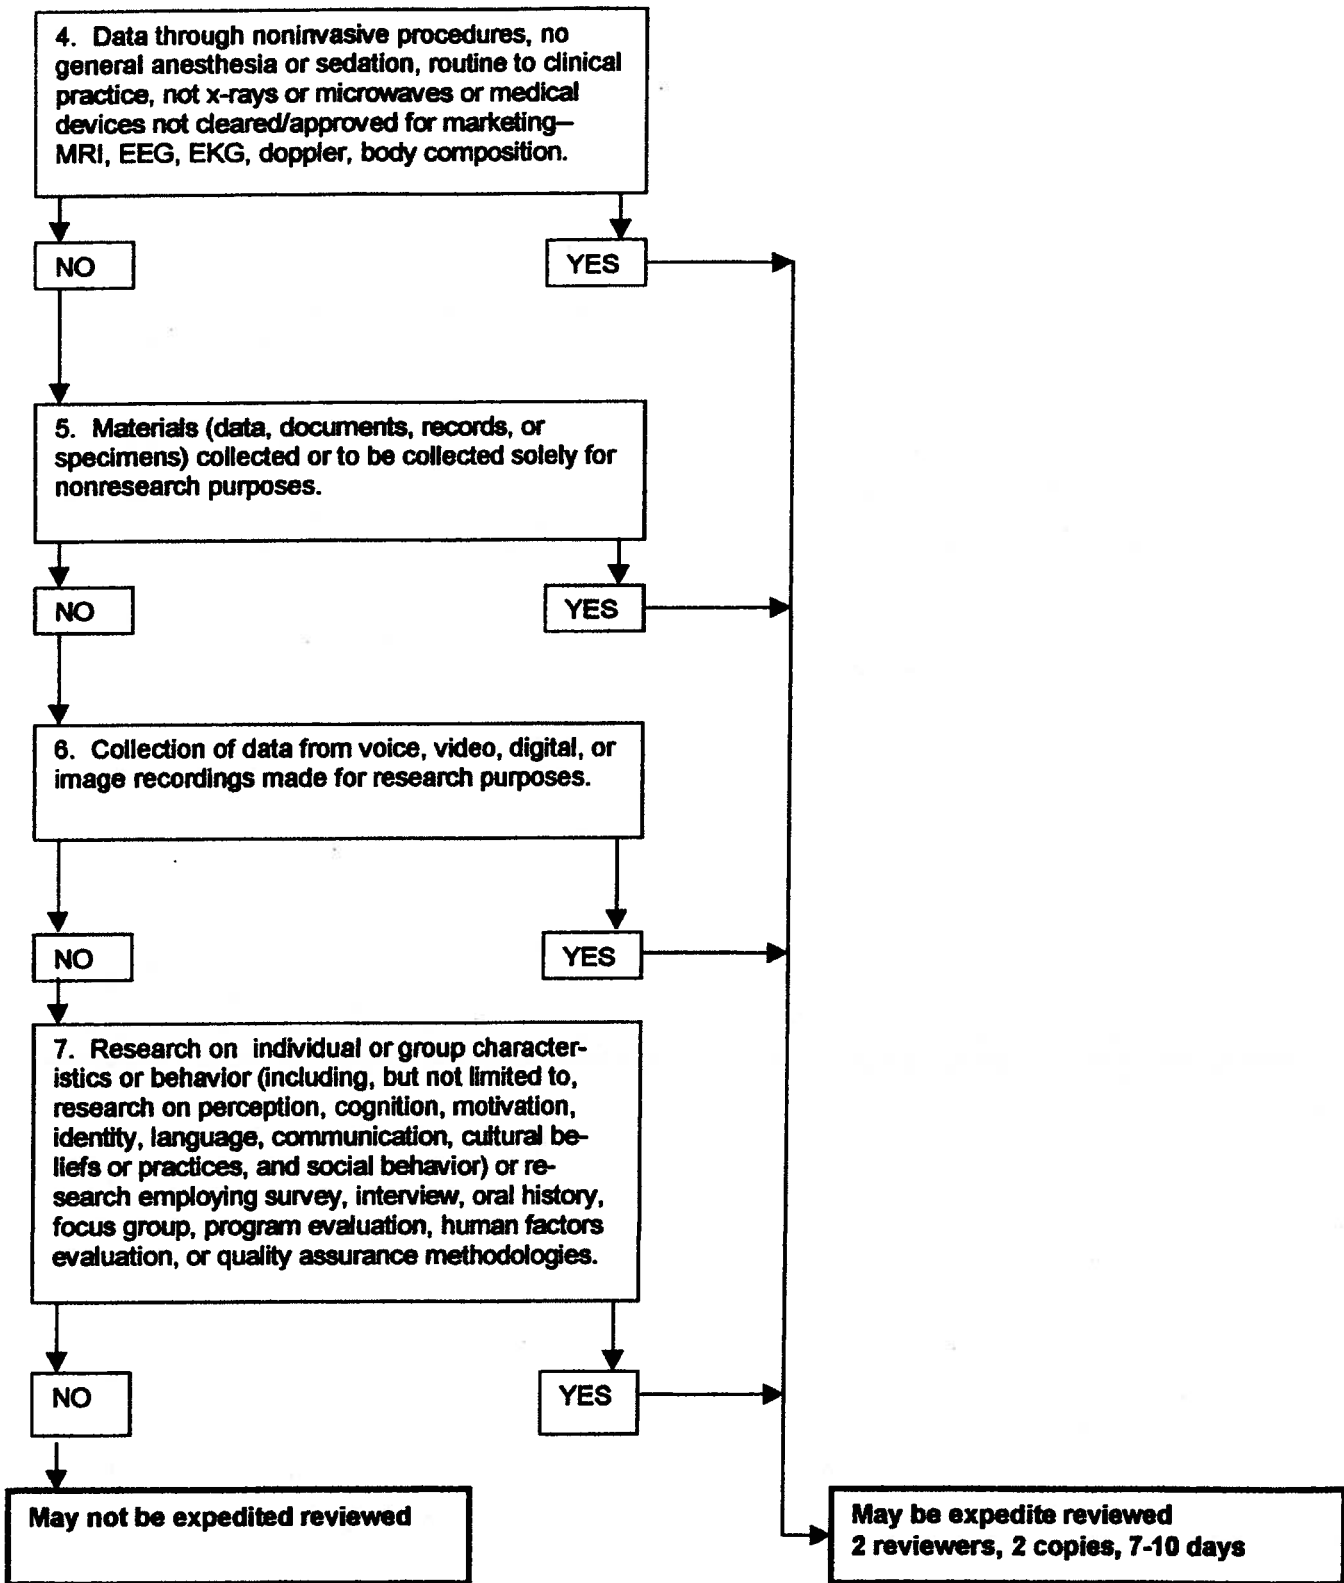 4. Data through noninvasive procedures, no
general anesthesia or sedation, routine to clinical
practice, not x-rays or microwaves or medical
devices not cleared/approved for marketing–
MRI, EEG, EKG, doppler, body composition.
NO
YES
5. Materials (data, documents, records, or
specimens) collected or to be collected solely for
nonresearch purposes.
NO
YES
6. Collection of data from voice, video, digital, or
image recordings made for research purposes.
NO
YES
7. Research on individual or group character-
istics or behavior (including, but not limited to,
research on perception, cognition, motivation,
identity, language, communication, cultural be-
liefs or practices, and social behavior) or re-
search employing survey, interview, oral history,
focus group, program evaluation, human factors
evaluation, or quality assurance methodologies.
NO
YES
May not be expedited reviewed
May be expedite reviewed
2 reviewers, 2 copies, 7-10 days